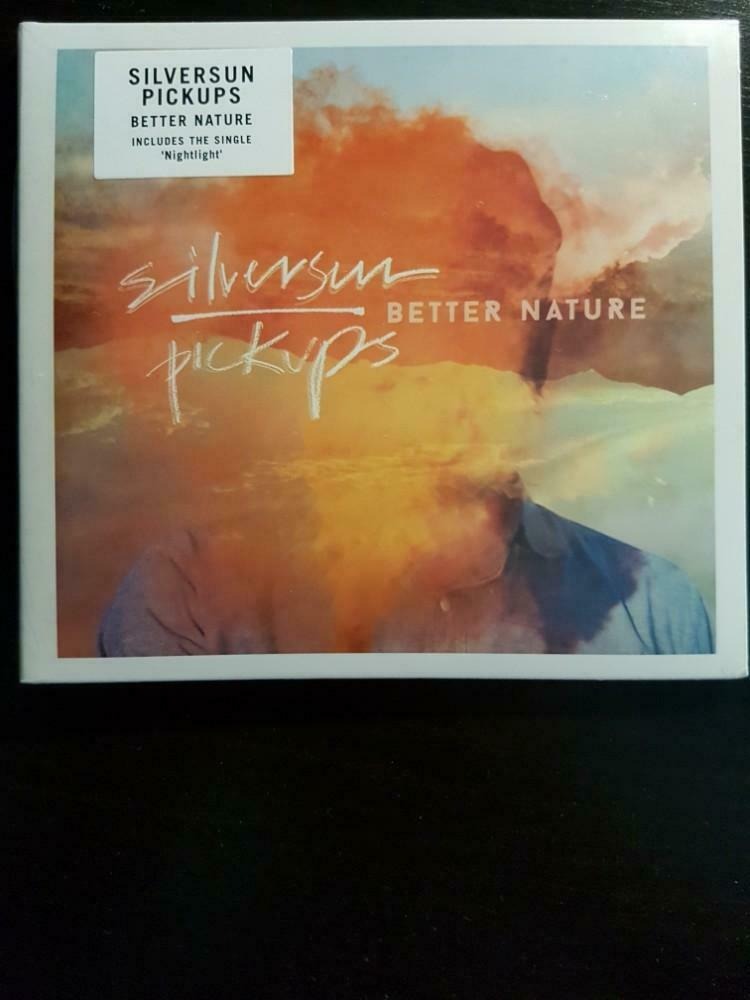 SILVERSUN
PICKUPS
BETTER NATURE
INCLUDES THE SINGLE
'Nightlight'
silversun
pickups
BETTER NATURE